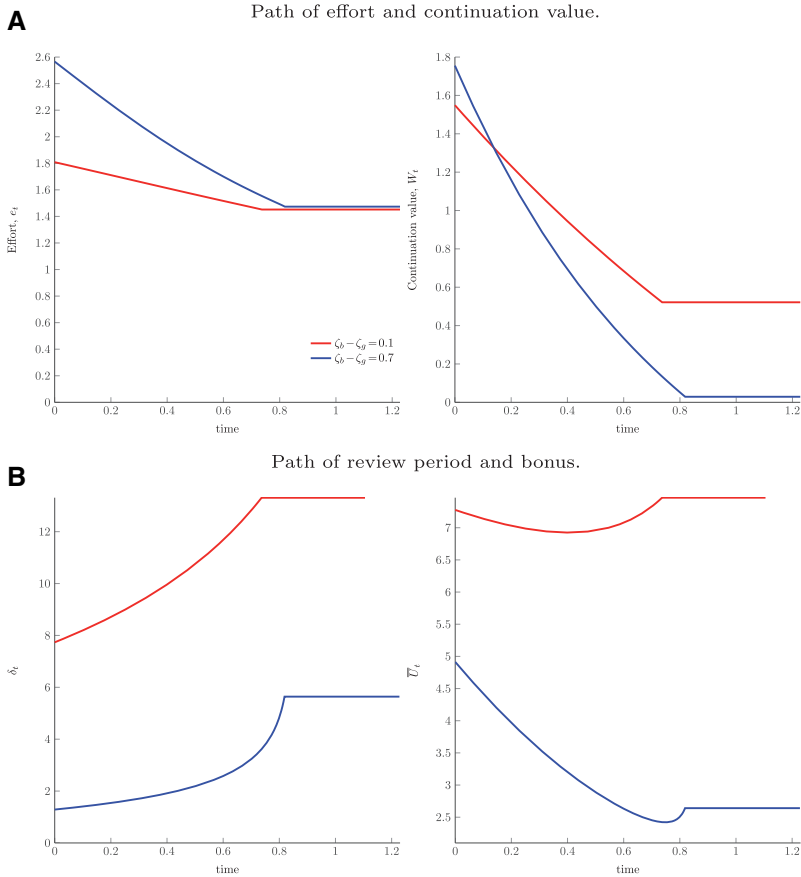 A
Path of effort and continuation value.
2.6
2.4
2.2
2
1.8
1.6
1.4
1.2
1
0.8
0.6
0.4
0.2
0
Effort, e_t
0 0.2 0.4 0.6 0.8 1 1.2
time
ζ_b − ζ_g = 0.1
ζ_b − ζ_g = 0.7
1.8
1.6
1.4
1.2
1
0.8
0.6
0.4
0.2
0
Continuation value, W_t
0 0.2 0.4 0.6 0.8 1 1.2
time
B
Path of review period and bonus.
12
10
8
6
4
2
0
δ_t
0 0.2 0.4 0.6 0.8 1 1.2
time
7
6.5
6
5.5
5
4.5
4
3.5
3
2.5
U̅_t
0 0.2 0.4 0.6 0.8 1 1.2
time